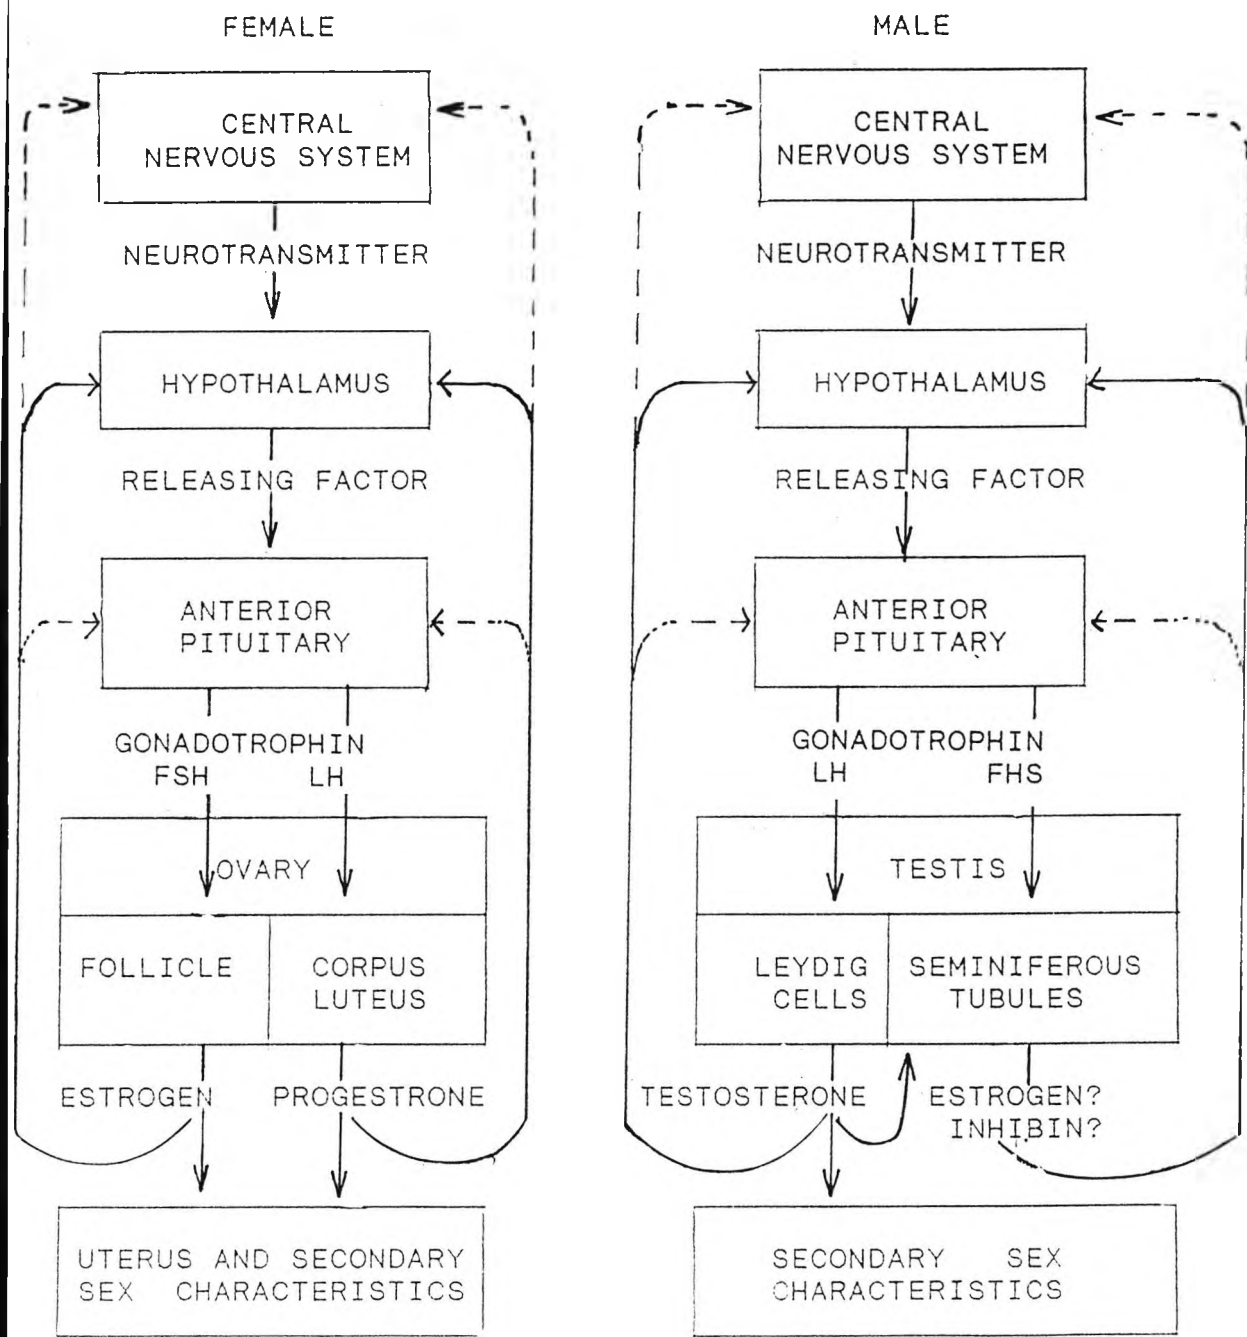 FEMALE
CENTRAL
NERVOUS SYSTEM
NEUROTRANSMITTER
HYPOTHALAMUS
RELEASING FACTOR
ANTERIOR
PITUITARY
GONADOTROPHIN
FSH LH
OVARY
FOLLICLE
CORPUS
LUTEUS
ESTROGEN
PROGESTRONE
UTERUS AND SECONDARY
SEX CHARACTERISTICS
MALE
CENTRAL
NERVOUS SYSTEM
NEUROTRANSMITTER
HYPOTHALAMUS
RELEASING FACTOR
ANTERIOR
PITUITARY
GONADOTROPHIN
LH FHS
TESTIS
LEYDIG
CELLS
SEMINIFEROUS
TUBULES
TESTOSTERONE
ESTROGEN?
INHIBIN?
SECONDARY SEX
CHARACTERISTICS